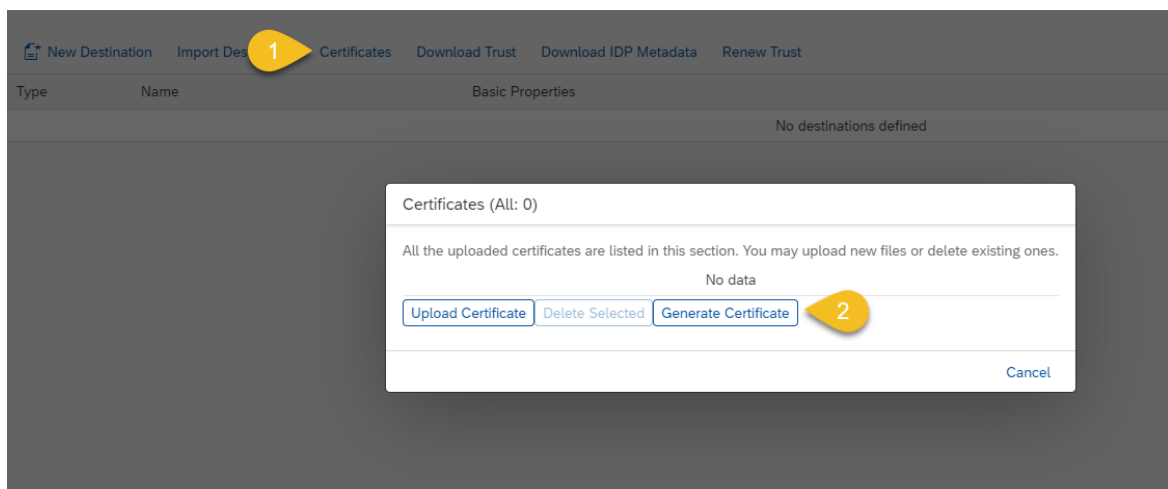 New Destination Import Des 1 Certificates Download Trust Download IDP Metadata Renew Trust
Type Name Basic Properties
No destinations defined
Certificates (All: 0)
All the uploaded certificates are listed in this section. You may upload new files or delete existing ones.
No data
Upload Certificate Delete Selected Generate Certificate 2
Cancel